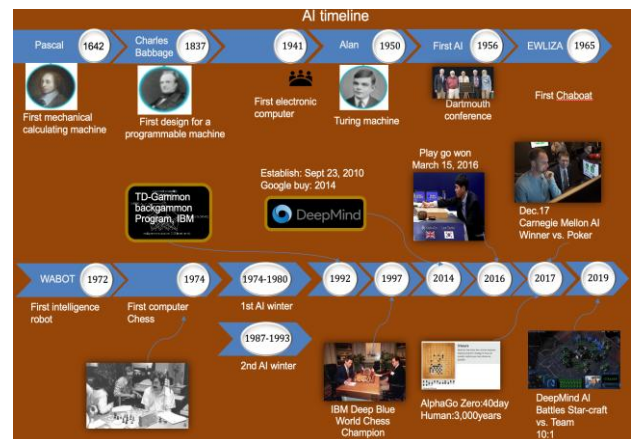 AI timeline
Pascal
1642
Charles
Babbage
1837
1941
Alan
1950
First AI
1956
EWLIZA
1965
First mechanical
calculating machine
First design for a
programmable machine
First electronic
computer
Turing machine
Dartmouth
conference
First Chaboat
TD-Gammon
backgammon
Program, IBM
Establish: Sept 23, 2010
Google buy: 2014
DeepMind
Play go won
March 15, 2016
Dec.17
Carnegie Mellon AI
Winner vs. Poker
WABOT
1972
1974
1974-1980
1992
1997
2014
2016
2017
2019
First intelligence
robot
First computer
Chess
1st AI winter
1987-1993
2nd AI winter
IBM Deep Blue
World Chess
Champion
AlphaGo Zero:40day
Human:3,000years
DeepMind AI
Battles Star-craft
vs. Team
10:1